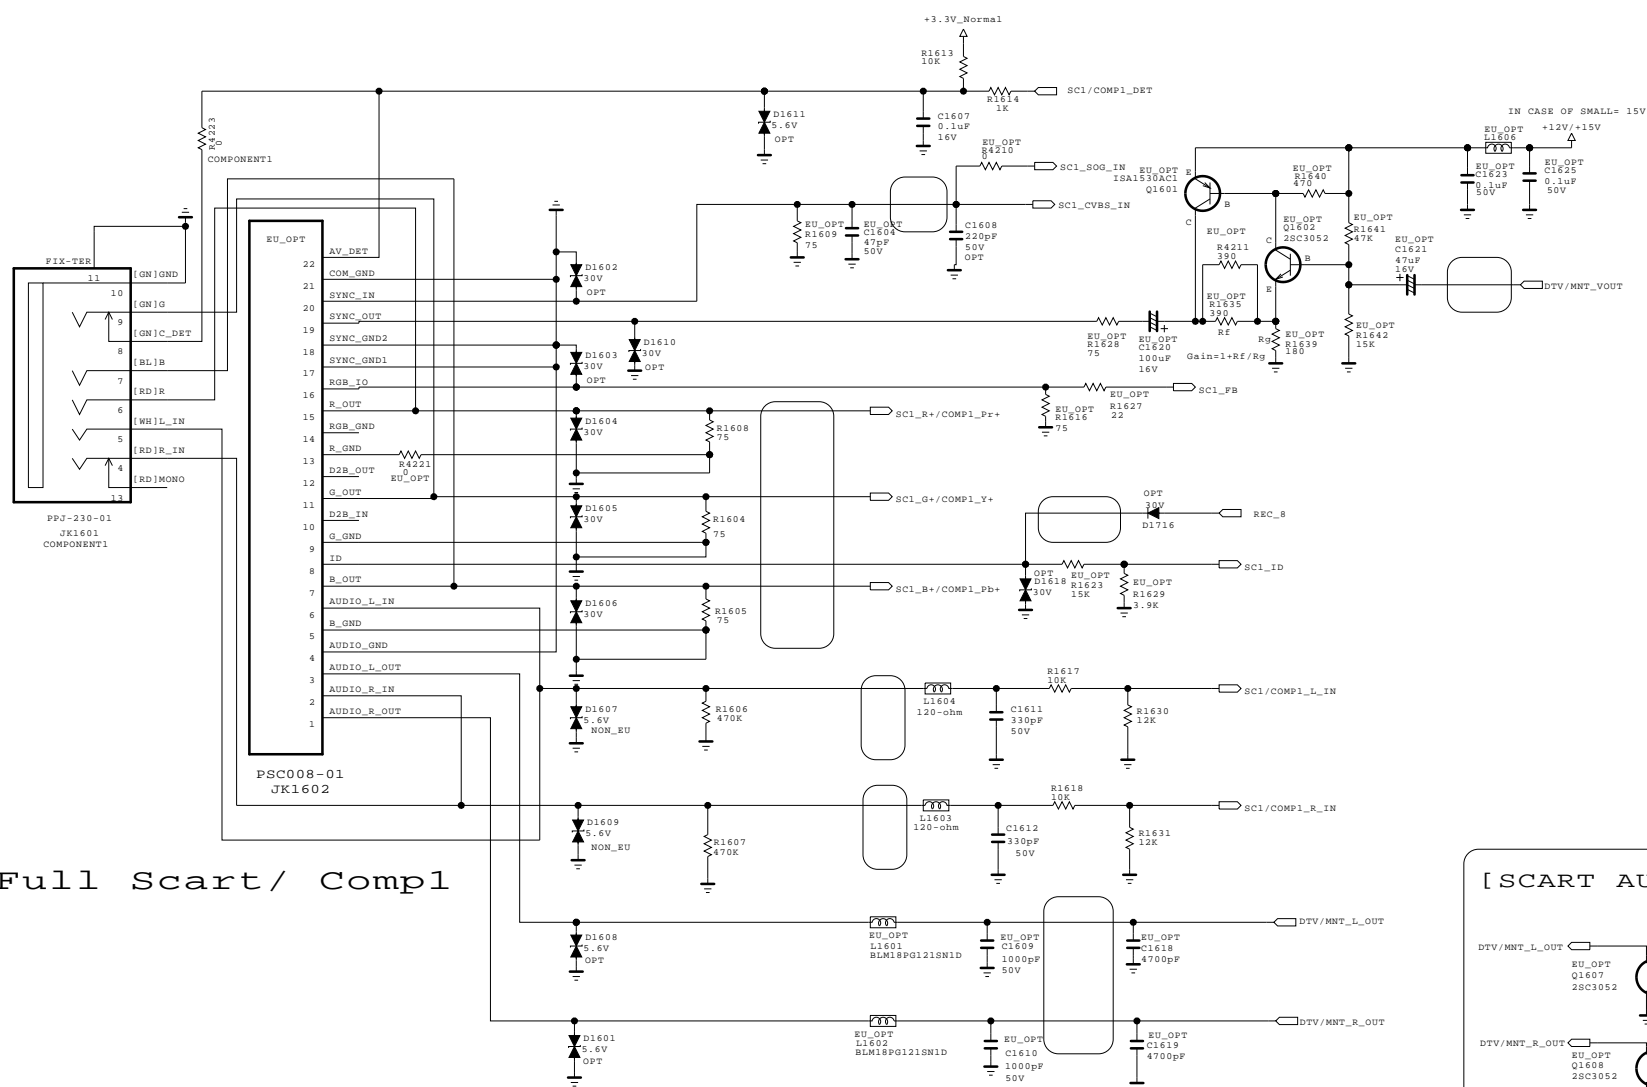 +3.3V_Normal
R1613
10K
R1614
1K
SC1/COMP1_DET
D1611
5.6V
OPT
C1607
0.1uF
16V
R4223
0
COMPONENT1
EU_OPT
R4210
0
SC1_SOG_IN
SC1_CVBS_IN
EU_OPT
R1609
75
EU_OPT
C1604
47pF
50V
C1608
220pF
50V
OPT
IN CASE OF SMALL= 15V
+12V/+15V
EU_OPT
L1606
EU_OPT
C1623
0.1uF
50V
EU_OPT
C1625
0.1uF
50V
EU_OPT
ISA1530AC1
Q1601
E
B
C
EU_OPT
R1640
470
EU_OPT
Q1602
2SC3052
C
B
E
EU_OPT
R1641
47K
EU_OPT
R4211
390
EU_OPT
R1635
390
Rf
Rg
EU_OPT
R1639
180
Gain=1+Rf/Rg
EU_OPT
C1621
47uF
16V
+
DTV/MNT_VOUT
EU_OPT
R1642
15K
EU_OPT
R1628
75
+
EU_OPT
C1620
100uF
16V
FIX-TER
11
[GN]GND
10
[GN]G
9
[GN]C_DET
8
[BL]B
7
[RD]R
6
[WH]L_IN
5
[RD]R_IN
4
[RD]MONO
13
PPJ-230-01
JK1601
COMPONENT1
EU_OPT
AV_DET
22
COM_GND
21
SYNC_IN
20
SYNC_OUT
19
SYNC_GND2
18
SYNC_GND1
17
RGB_IO
16
R_OUT
15
RGB_GND
14
R_GND
13
D2B_OUT
12
G_OUT
11
D2B_IN
10
G_GND
9
ID
8
B_OUT
7
AUDIO_L_IN
6
B_GND
5
AUDIO_GND
4
AUDIO_L_OUT
3
AUDIO_R_IN
2
AUDIO_R_OUT
1
PSC008-01
JK1602
D1602
30V
OPT
D1603
30V
OPT
D1610
30V
OPT
D1604
30V
R1608
75
R4221
0
EU_OPT
SC1_R+/COMP1_Pr+
EU_OPT
R1616
75
EU_OPT
R1627
22
SC1_FB
D1605
30V
R1604
75
SC1_G+/COMP1_Y+
OPT
30V
D1716
REC_8
OPT
D1618
30V
EU_OPT
R1623
15K
EU_OPT
R1629
3.9K
SC1_ID
D1606
30V
R1605
75
SC1_B+/COMP1_Pb+
D1607
5.6V
NON_EU
R1606
470K
L1604
120-ohm
C1611
330pF
50V
R1617
10K
R1630
12K
SC1/COMP1_L_IN
D1609
5.6V
NON_EU
R1607
470K
L1603
120-ohm
C1612
330pF
50V
R1618
10K
R1631
12K
SC1/COMP1_R_IN
Full Scart/ Comp1
D1608
5.6V
OPT
EU_OPT
L1601
BLM18PG121SN1D
EU_OPT
C1609
1000pF
50V
EU_OPT
C1618
4700pF
DTV/MNT_L_OUT
D1601
5.6V
OPT
EU_OPT
L1602
BLM18PG121SN1D
EU_OPT
C1610
1000pF
50V
EU_OPT
C1619
4700pF
DTV/MNT_R_OUT
[SCART AU
DTV/MNT_L_OUT
EU_OPT
Q1607
2SC3052
DTV/MNT_R_OUT
EU_OPT
Q1608
2SC3052